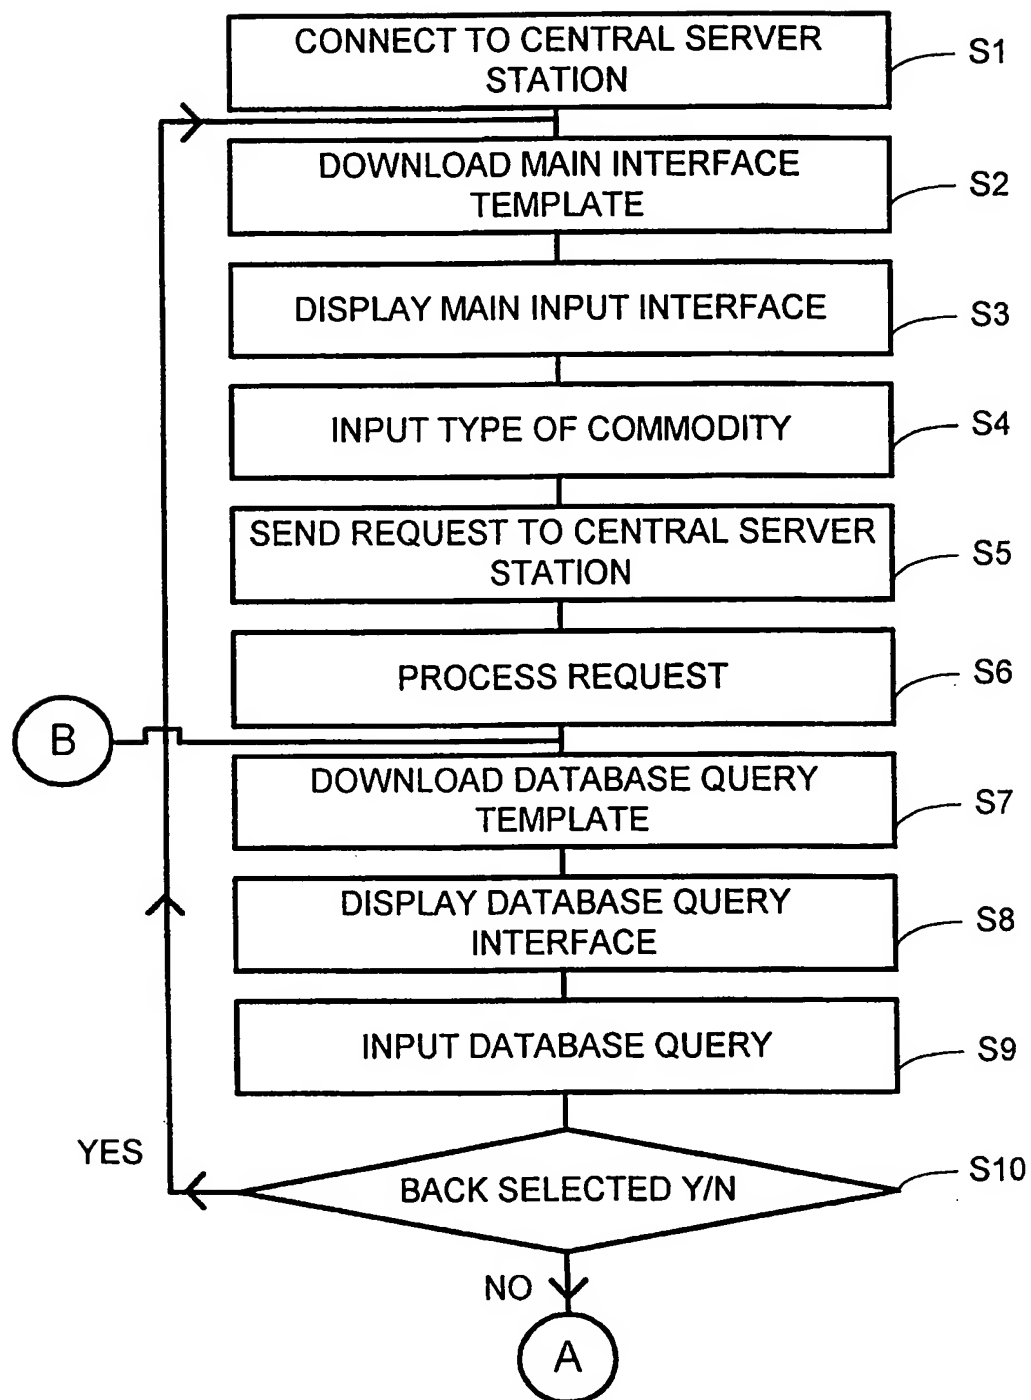 CONNECT TO CENTRAL SERVER
STATION
S1
DOWNLOAD MAIN INTERFACE
TEMPLATE
S2
DISPLAY MAIN INPUT INTERFACE
S3
INPUT TYPE OF COMMODITY
S4
SEND REQUEST TO CENTRAL SERVER
STATION
S5
PROCESS REQUEST
S6
B
DOWNLOAD DATABASE QUERY
TEMPLATE
S7
DISPLAY DATABASE QUERY
INTERFACE
S8
INPUT DATABASE QUERY
S9
YES
BACK SELECTED Y/N
S10
NO
A